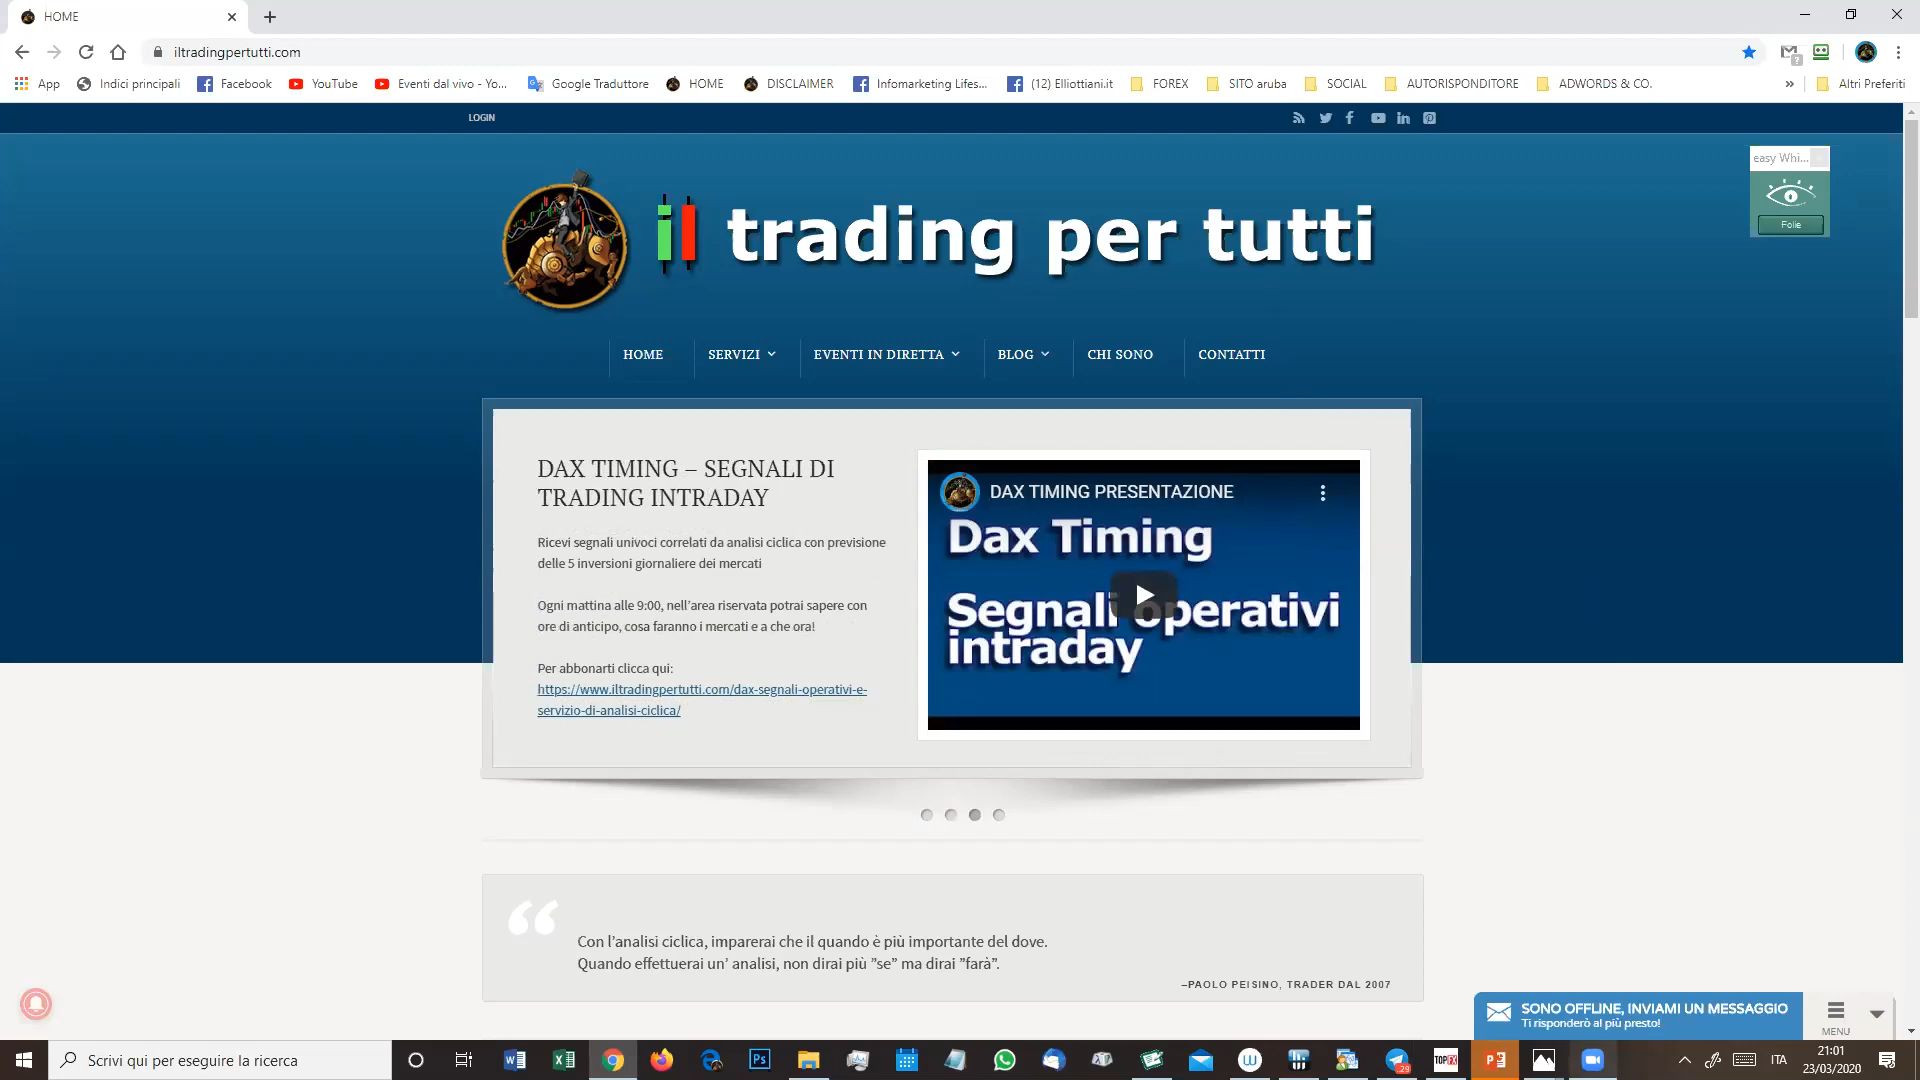 HOME
iltradingpertutti.com
App
Indici principali
Facebook
YouTube
Eventi dal vivo - Yo...
Google Traduttore
HOME
DISCLAIMER
Infomarketing Lifes...
(12) Elliottiani.it
FOREX
SITO aruba
SOCIAL
AUTORISPONDITORE
ADWORDS & CO.
»
Altri Preferiti
LOGIN
easy Whi...
Folie
il trading per tutti
HOME
SERVIZI
EVENTI IN DIRETTA
BLOG
CHI SONO
CONTATTI
DAX TIMING – SEGNALI DI
TRADING INTRADAY
Ricevi segnali univoci correlati da analisi ciclica con previsione
delle 5 inversioni giornaliere dei mercati
Ogni mattina alle 9:00, nell'area riservata potrai sapere con
ore di anticipo, cosa faranno i mercati e a che ora!
Per abbonarti clicca qui:
https://www.iltradingpertutti.com/dax-segnali-operativi-e-
servizio-di-analisi-ciclica/
DAX TIMING PRESENTAZIONE
Dax Timing
Segnali operativi
intraday
Con l'analisi ciclica, imparerai che il quando è più importante del dove.
Quando effettuerai un' analisi, non dirai più ”se” ma dirai ”farà”.
–PAOLO PEISINO, TRADER DAL 2007
SONO OFFLINE, INVIAMI UN MESSAGGIO
Ti risponderò al più presto!
MENU
Scrivi qui per eseguire la ricerca
29
TOPFX
ITA
21:01
23/03/2020